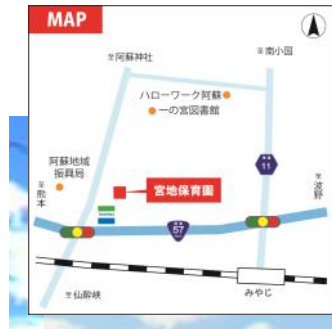 MAP
至阿蘇神社
至南小国
ハローワーク阿蘇
一の宮図書館
11
阿蘇地域
振興局
宮地保育園
至熊本
至波野
57
みやじ
至仙酔峡